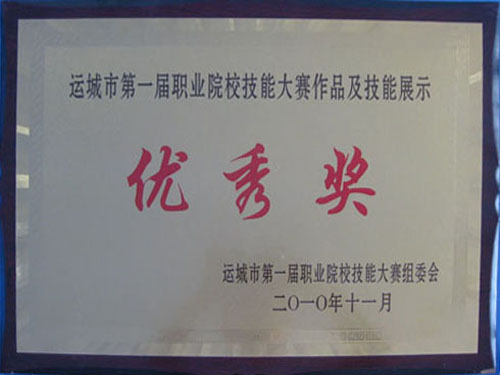 运城市第一届职业院校技能大赛作品及技能展示
优秀奖
运城市第一届职业院校技能大赛组委会
二〇一〇年十一月